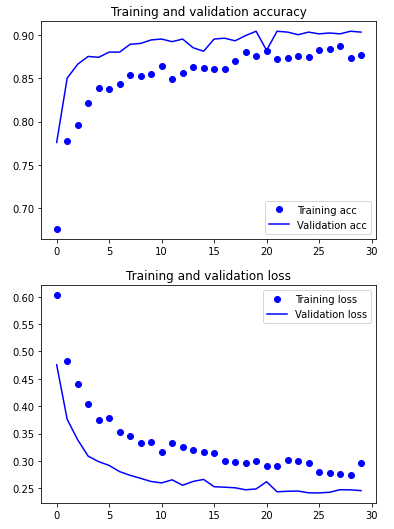 Training and validation accuracy
0.90
0.85
0.80
0.75
0.70
Training acc
Validation acc
0 5 10 15 20 25 30
Training and validation loss
0.60
0.55
0.50
0.45
0.40
0.35
0.30
0.25
Training loss
Validation loss
0 5 10 15 20 25 30